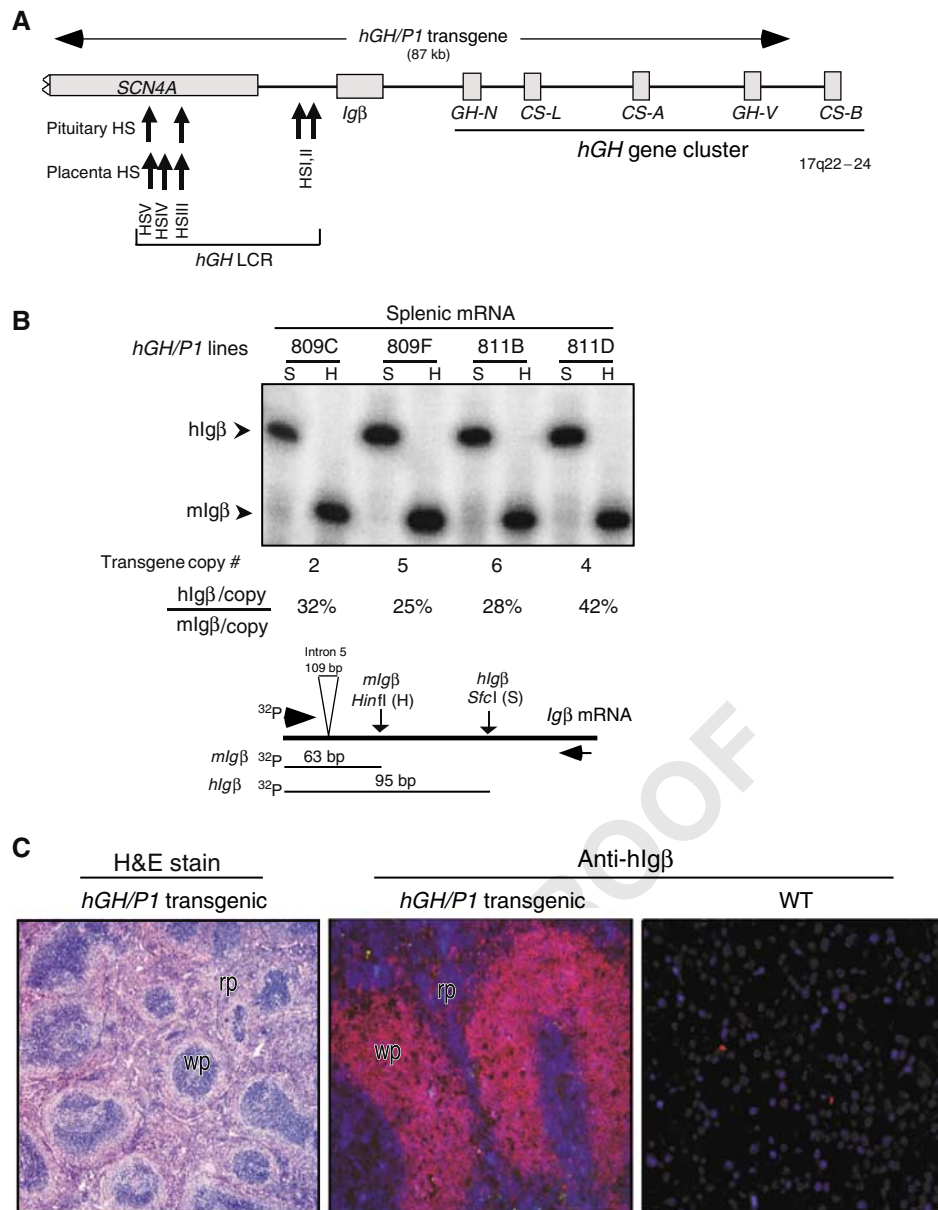 A
hGH/P1 transgene
(87 kb)
SCN4A
Igβ
GH-N
CS-L
CS-A
GH-V
CS-B
Pituitary HS
Placenta HS
HSV
HSIV
HSIII
HSI,II
hGH gene cluster
17q22–24
hGH LCR
B
Splenic mRNA
hGH/P1 lines
809C 809F 811B 811D
S H S H S H S H
hIgβ
mIgβ
Transgene copy # 2 5 6 4
hIgβ/copy
mIgβ/copy
32% 25% 28% 42%
Intron 5
109 bp
mIgβ
HinfI (H)
hIgβ
SfcI (S)
32P
Igβ mRNA
mIgβ 32P 63 bp
hIgβ 32P 95 bp
ROOF
C
H&E stain
Anti-hIgβ
hGH/P1 transgenic
hGH/P1 transgenic
WT
rp
wp
rp
wp